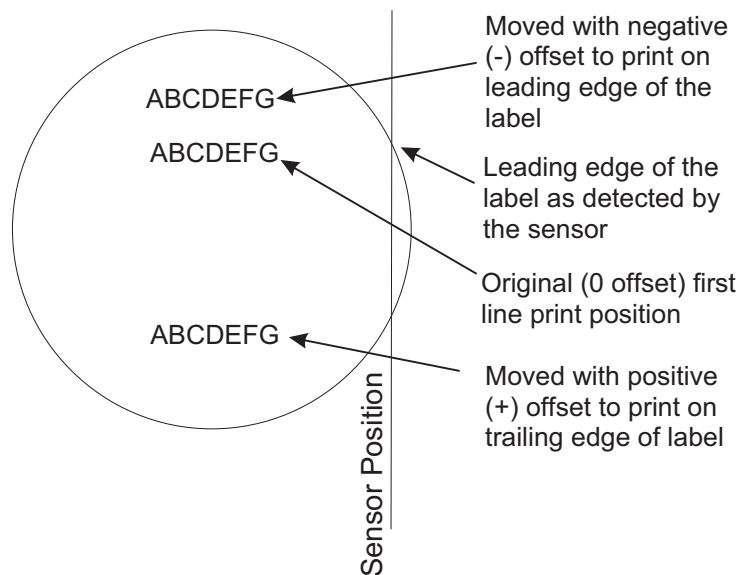 Moved with negative
(-) offset to print on
leading edge of the
label
ABCDEFG
ABCDEFG
Leading edge of the
label as detected by
the sensor
Original (0 offset) first
line print position
ABCDEFG
Moved with positive
(+) offset to print on
trailing edge of label
Sensor Position